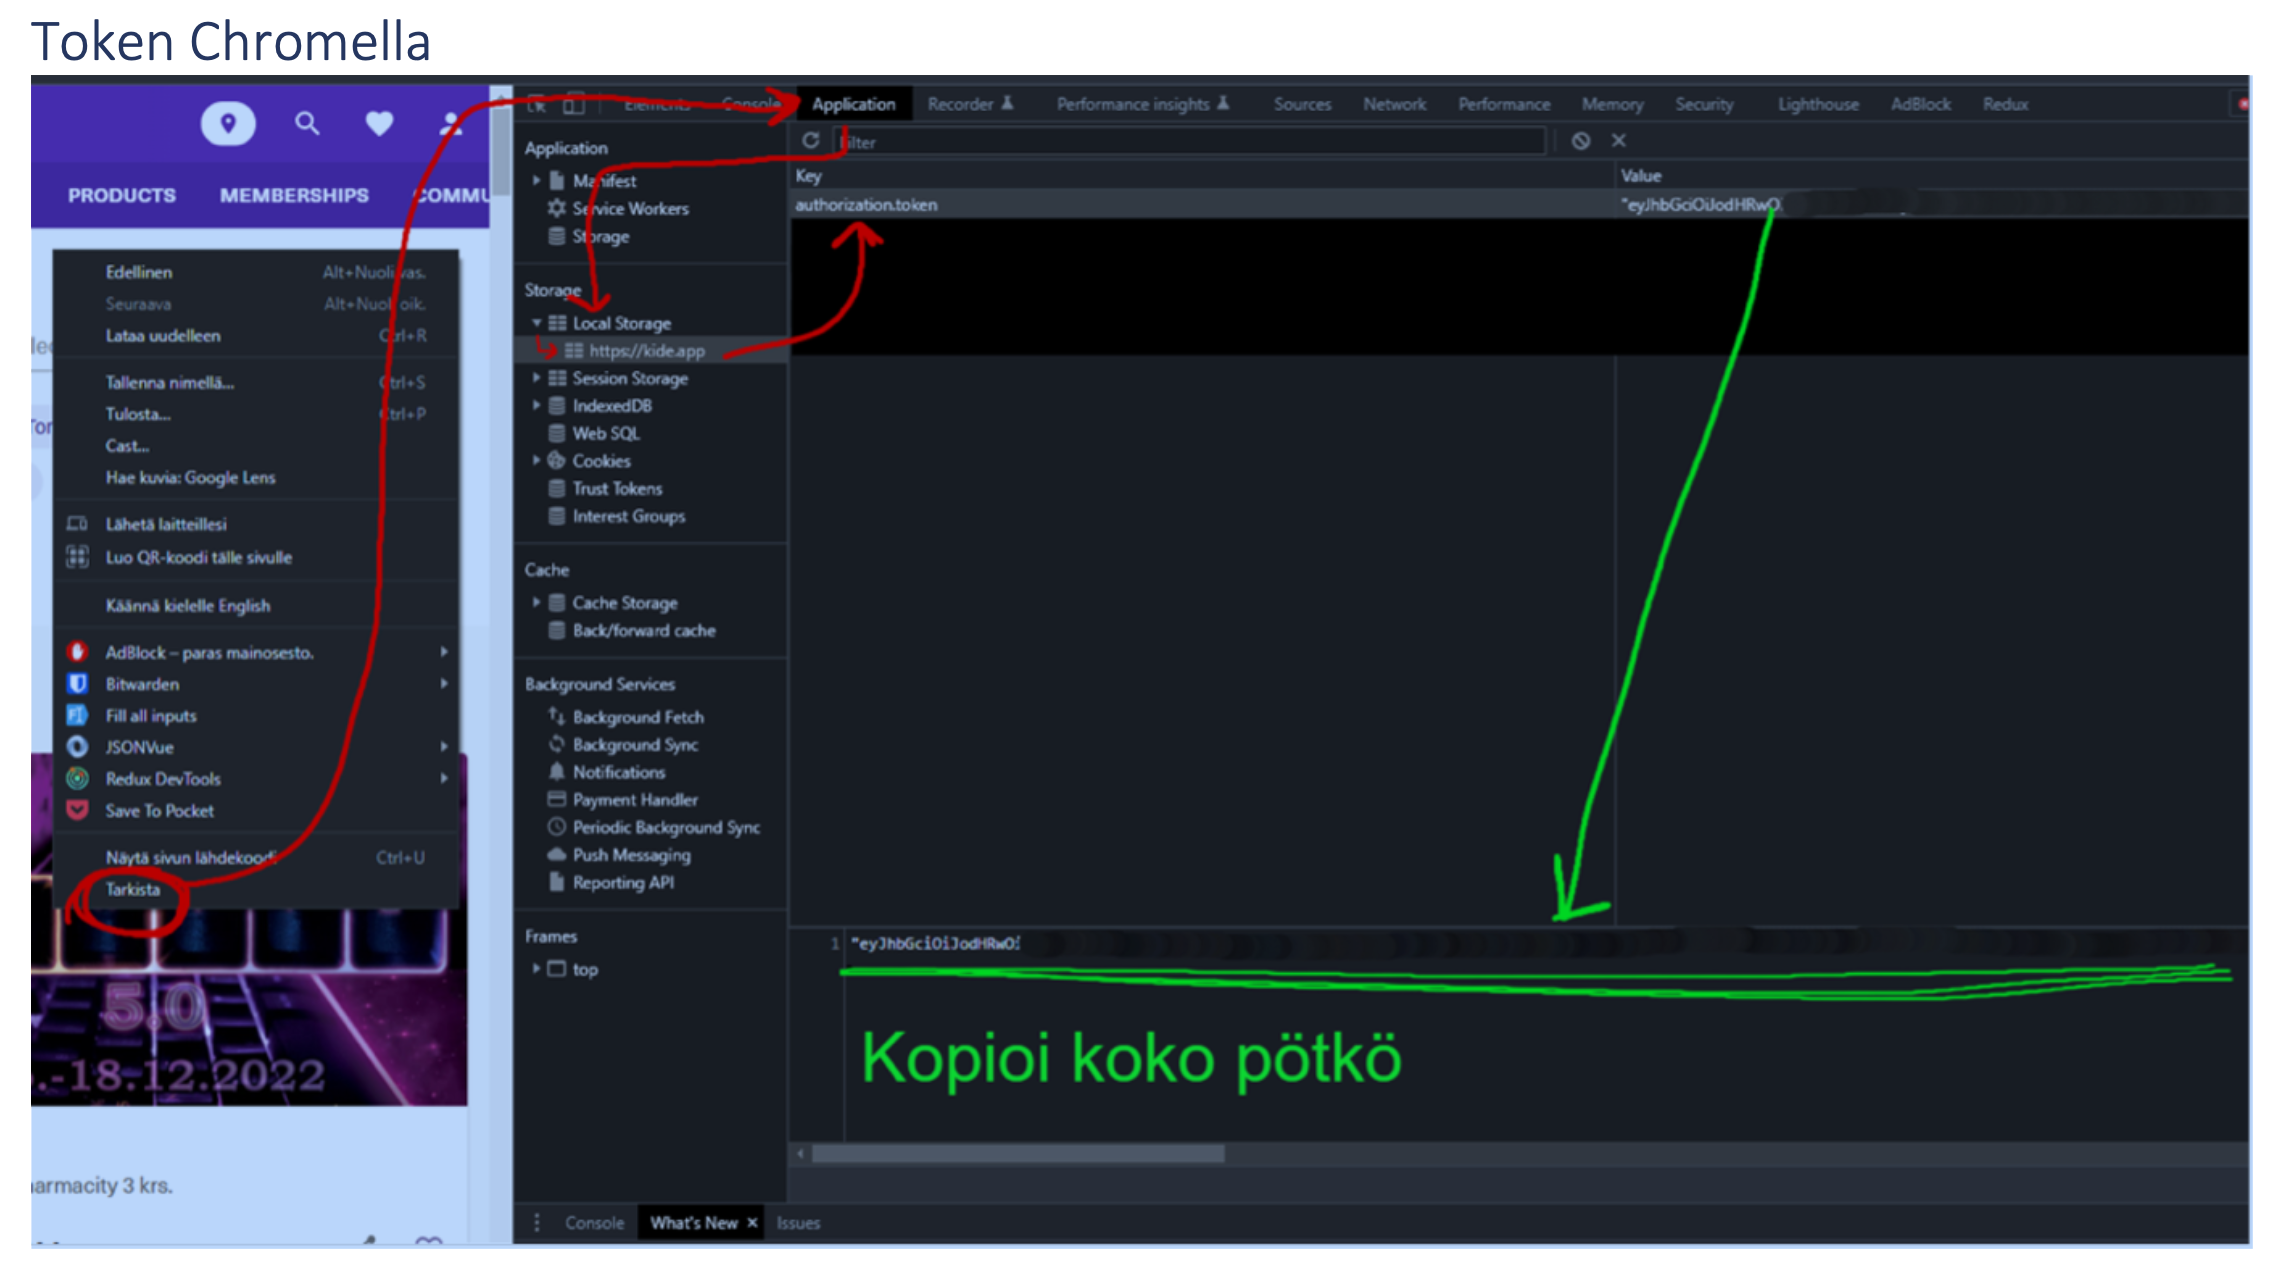 Token Chromella
Elements Console Application Recorder Performance insights Sources Network Performance Memory Security Lighthouse AdBlock Redux
PRODUCTS MEMBERSHIPS
Edellinen Alt+Nuoli vas.
Seuraava Alt+Nuoli oik.
Lataa uudelleen Ctrl+R
Tallenna nimellä... Ctrl+S
Tulosta... Ctrl+P
Cast...
Hae kuvia: Google Lens
Lähetä laitteillesi
Luo QR-koodi tälle sivulle
Käännä kielelle English
AdBlock – paras mainosesto.
Bitwarden
Fill all inputs
JSONVue
Redux DevTools
Save To Pocket
Näytä sivun lähdekoodi Ctrl+U
Tarkista
5.0
.-18.12.2022
armacity 3 krs.
Application
Manifest
Service Workers
Storage
Storage
Local Storage
https://kide.app
Session Storage
IndexedDB
Web SQL
Cookies
Trust Tokens
Interest Groups
Cache
Cache Storage
Back/forward cache
Background Services
Background Fetch
Background Sync
Notifications
Payment Handler
Periodic Background Sync
Push Messaging
Reporting API
Frames
top
Filter
Key Value
authorization.token "eyJhbGciOiJodHRwO
1 "eyJhbGciOiJodHRwOi
Kopioi koko pötkö
Console What's New Issues